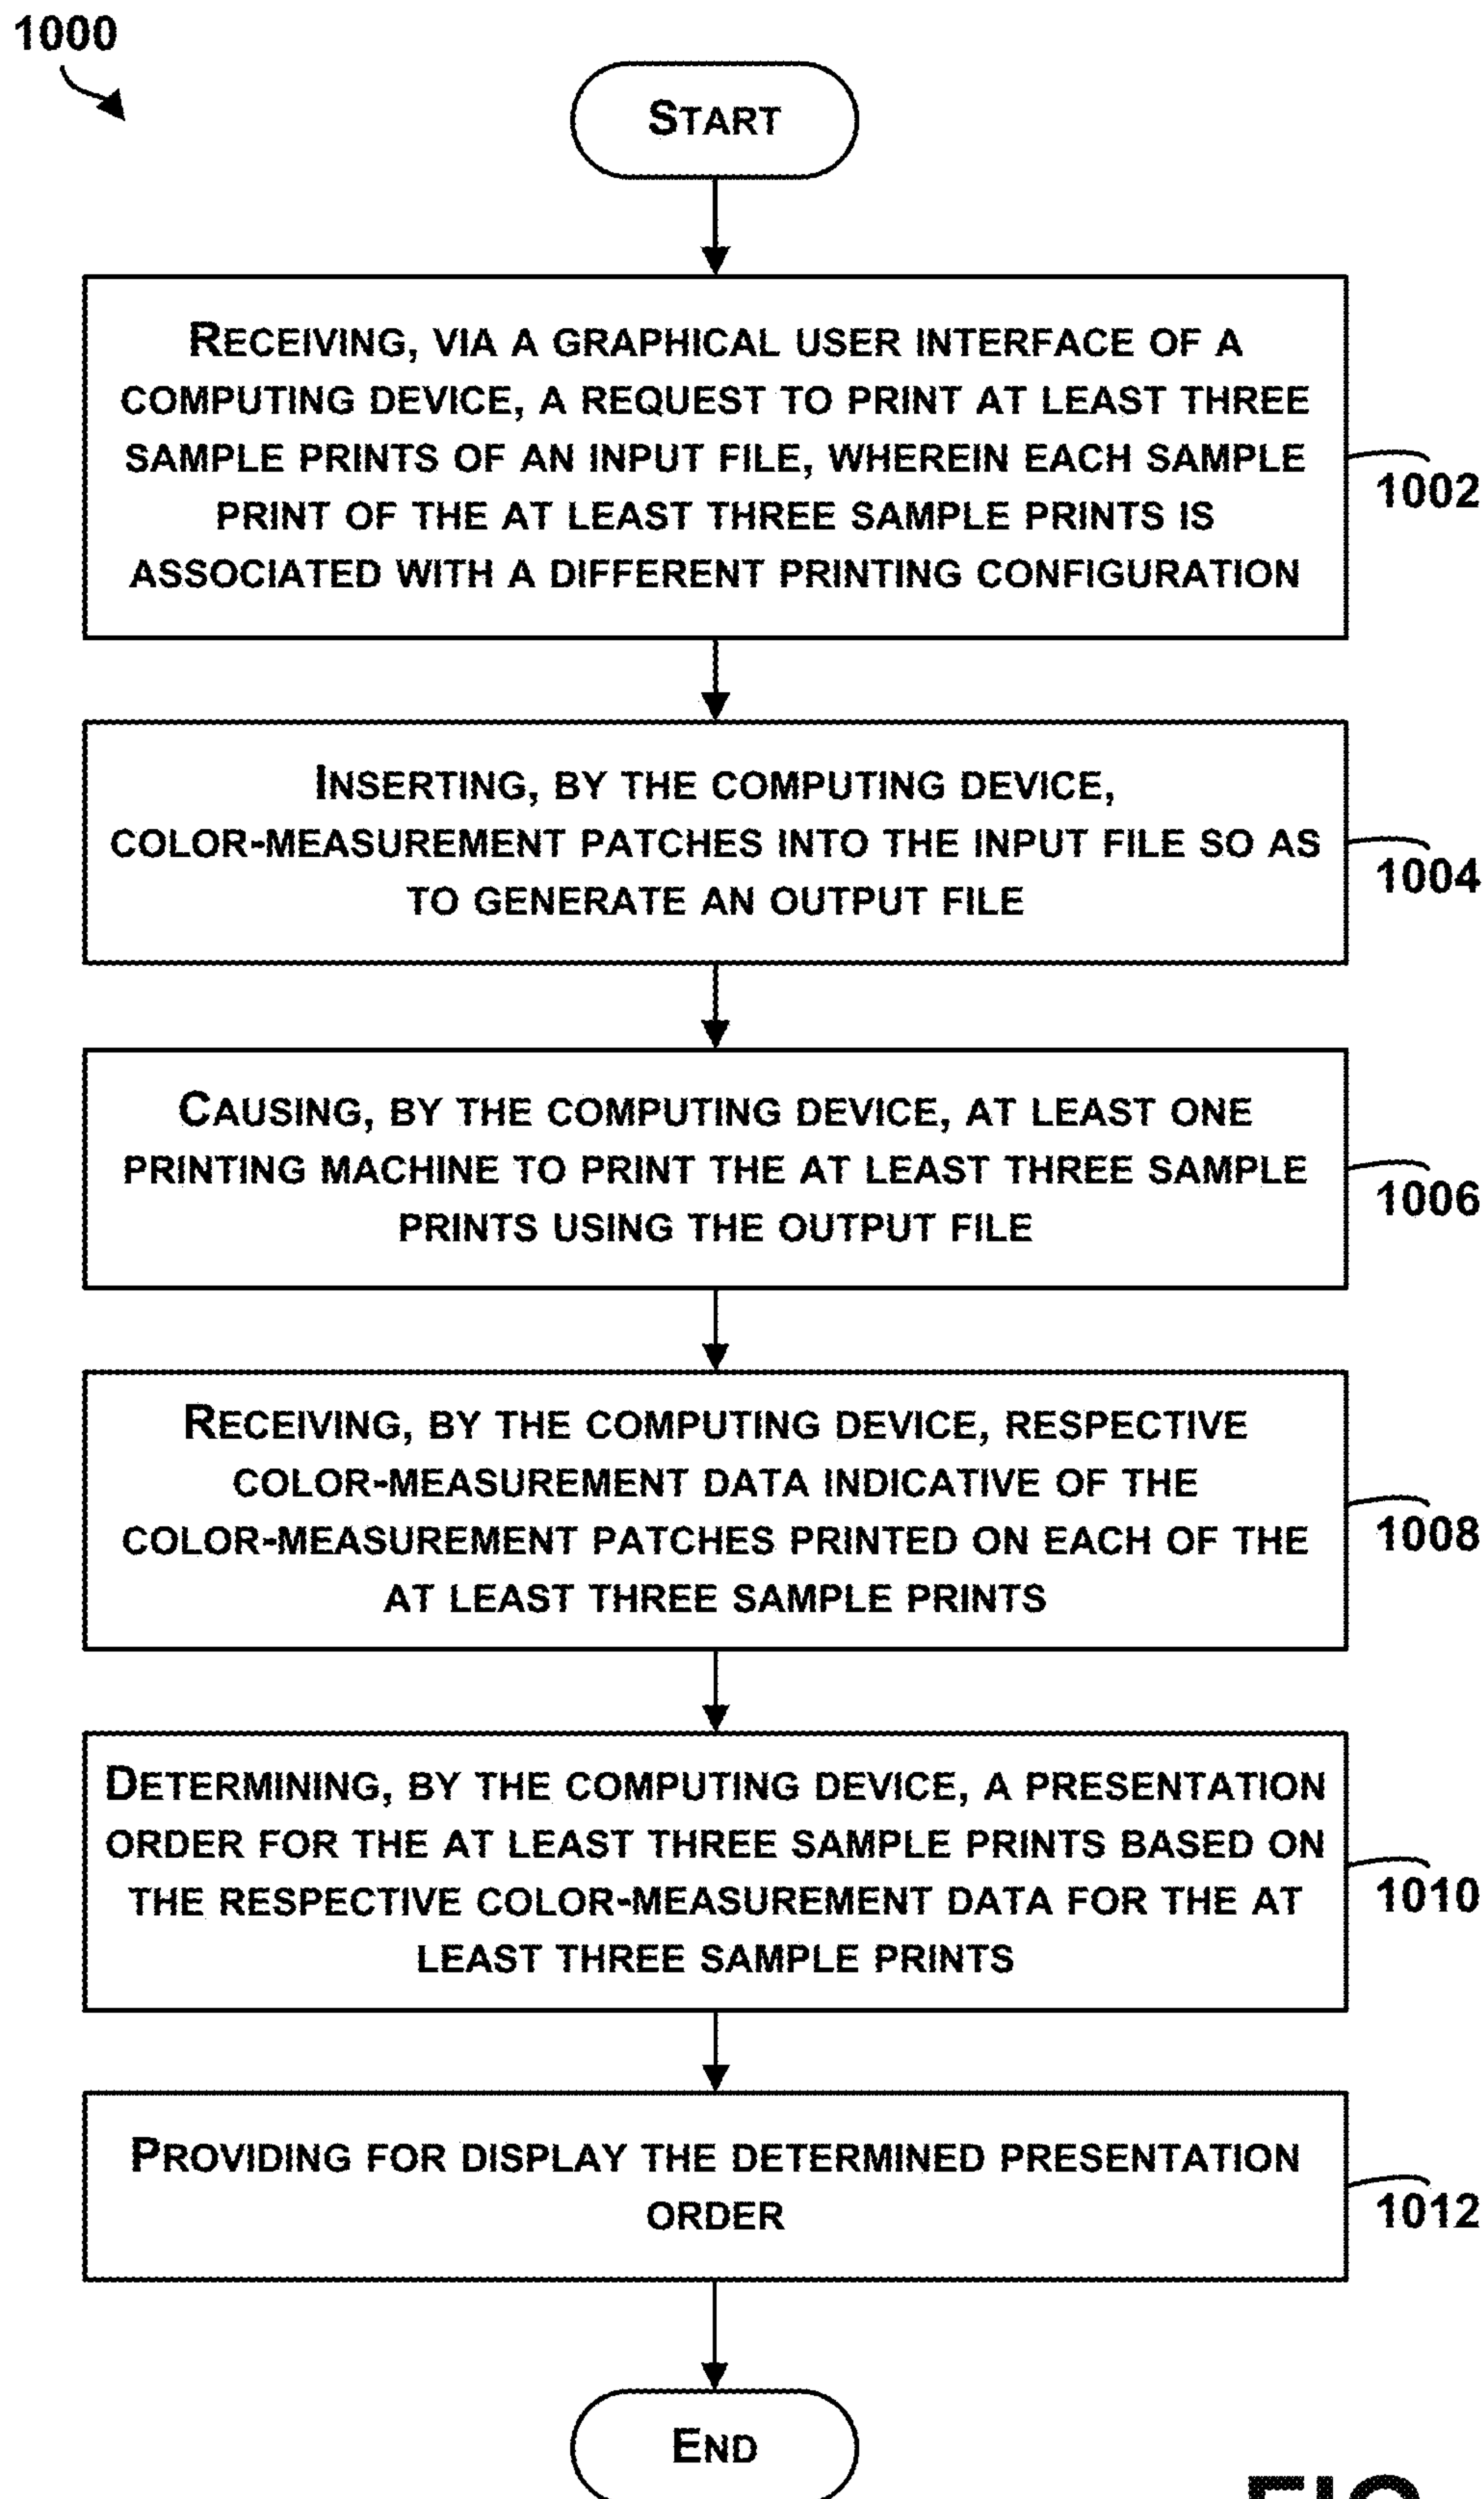 1000
START
RECEIVING, VIA A GRAPHICAL USER INTERFACE OF A
COMPUTING DEVICE, A REQUEST TO PRINT AT LEAST THREE
SAMPLE PRINTS OF AN INPUT FILE, WHEREIN EACH SAMPLE
PRINT OF THE AT LEAST THREE SAMPLE PRINTS IS
ASSOCIATED WITH A DIFFERENT PRINTING CONFIGURATION
1002
INSERTING, BY THE COMPUTING DEVICE,
COLOR-MEASUREMENT PATCHES INTO THE INPUT FILE SO AS
TO GENERATE AN OUTPUT FILE
1004
CAUSING, BY THE COMPUTING DEVICE, AT LEAST ONE
PRINTING MACHINE TO PRINT THE AT LEAST THREE SAMPLE
PRINTS USING THE OUTPUT FILE
1006
RECEIVING, BY THE COMPUTING DEVICE, RESPECTIVE
COLOR-MEASUREMENT DATA INDICATIVE OF THE
COLOR-MEASUREMENT PATCHES PRINTED ON EACH OF THE
AT LEAST THREE SAMPLE PRINTS
1008
DETERMINING, BY THE COMPUTING DEVICE, A PRESENTATION
ORDER FOR THE AT LEAST THREE SAMPLE PRINTS BASED ON
THE RESPECTIVE COLOR-MEASUREMENT DATA FOR THE AT
LEAST THREE SAMPLE PRINTS
1010
PROVIDING FOR DISPLAY THE DETERMINED PRESENTATION
ORDER
1012
END